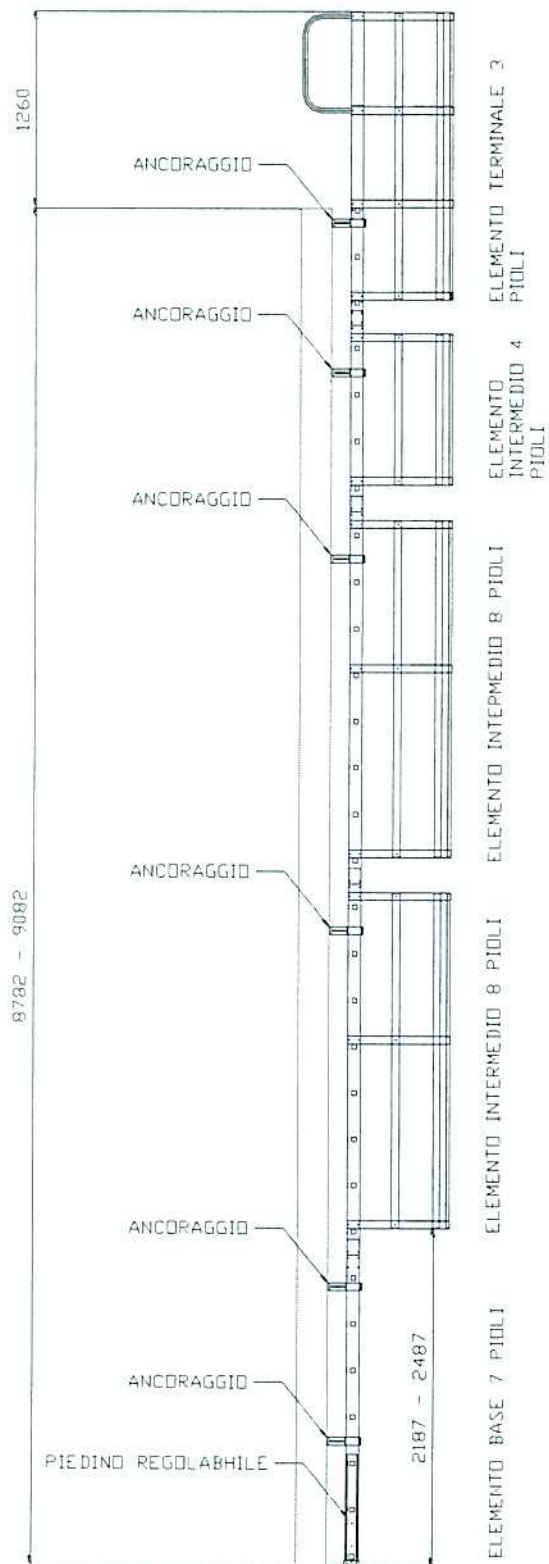 1260
ANCORAGGIO
ELEMENTO TERMINALE 3
PIOLI
ANCORAGGIO
ELEMENTO
INTERMEDIO 4
PIOLI
ANCORAGGIO
ELEMENTO INTEPMEDIO 8 PIOLI
ANCORAGGIO
8782 - 9082
ELEMENTO INTERMEDIO 8 PIOLI
ANCORAGGIO
ANCORAGGIO
2187 - 2487
PIEDINO REGOLABHILE
ELEMENTO BASE 7 PIOLI